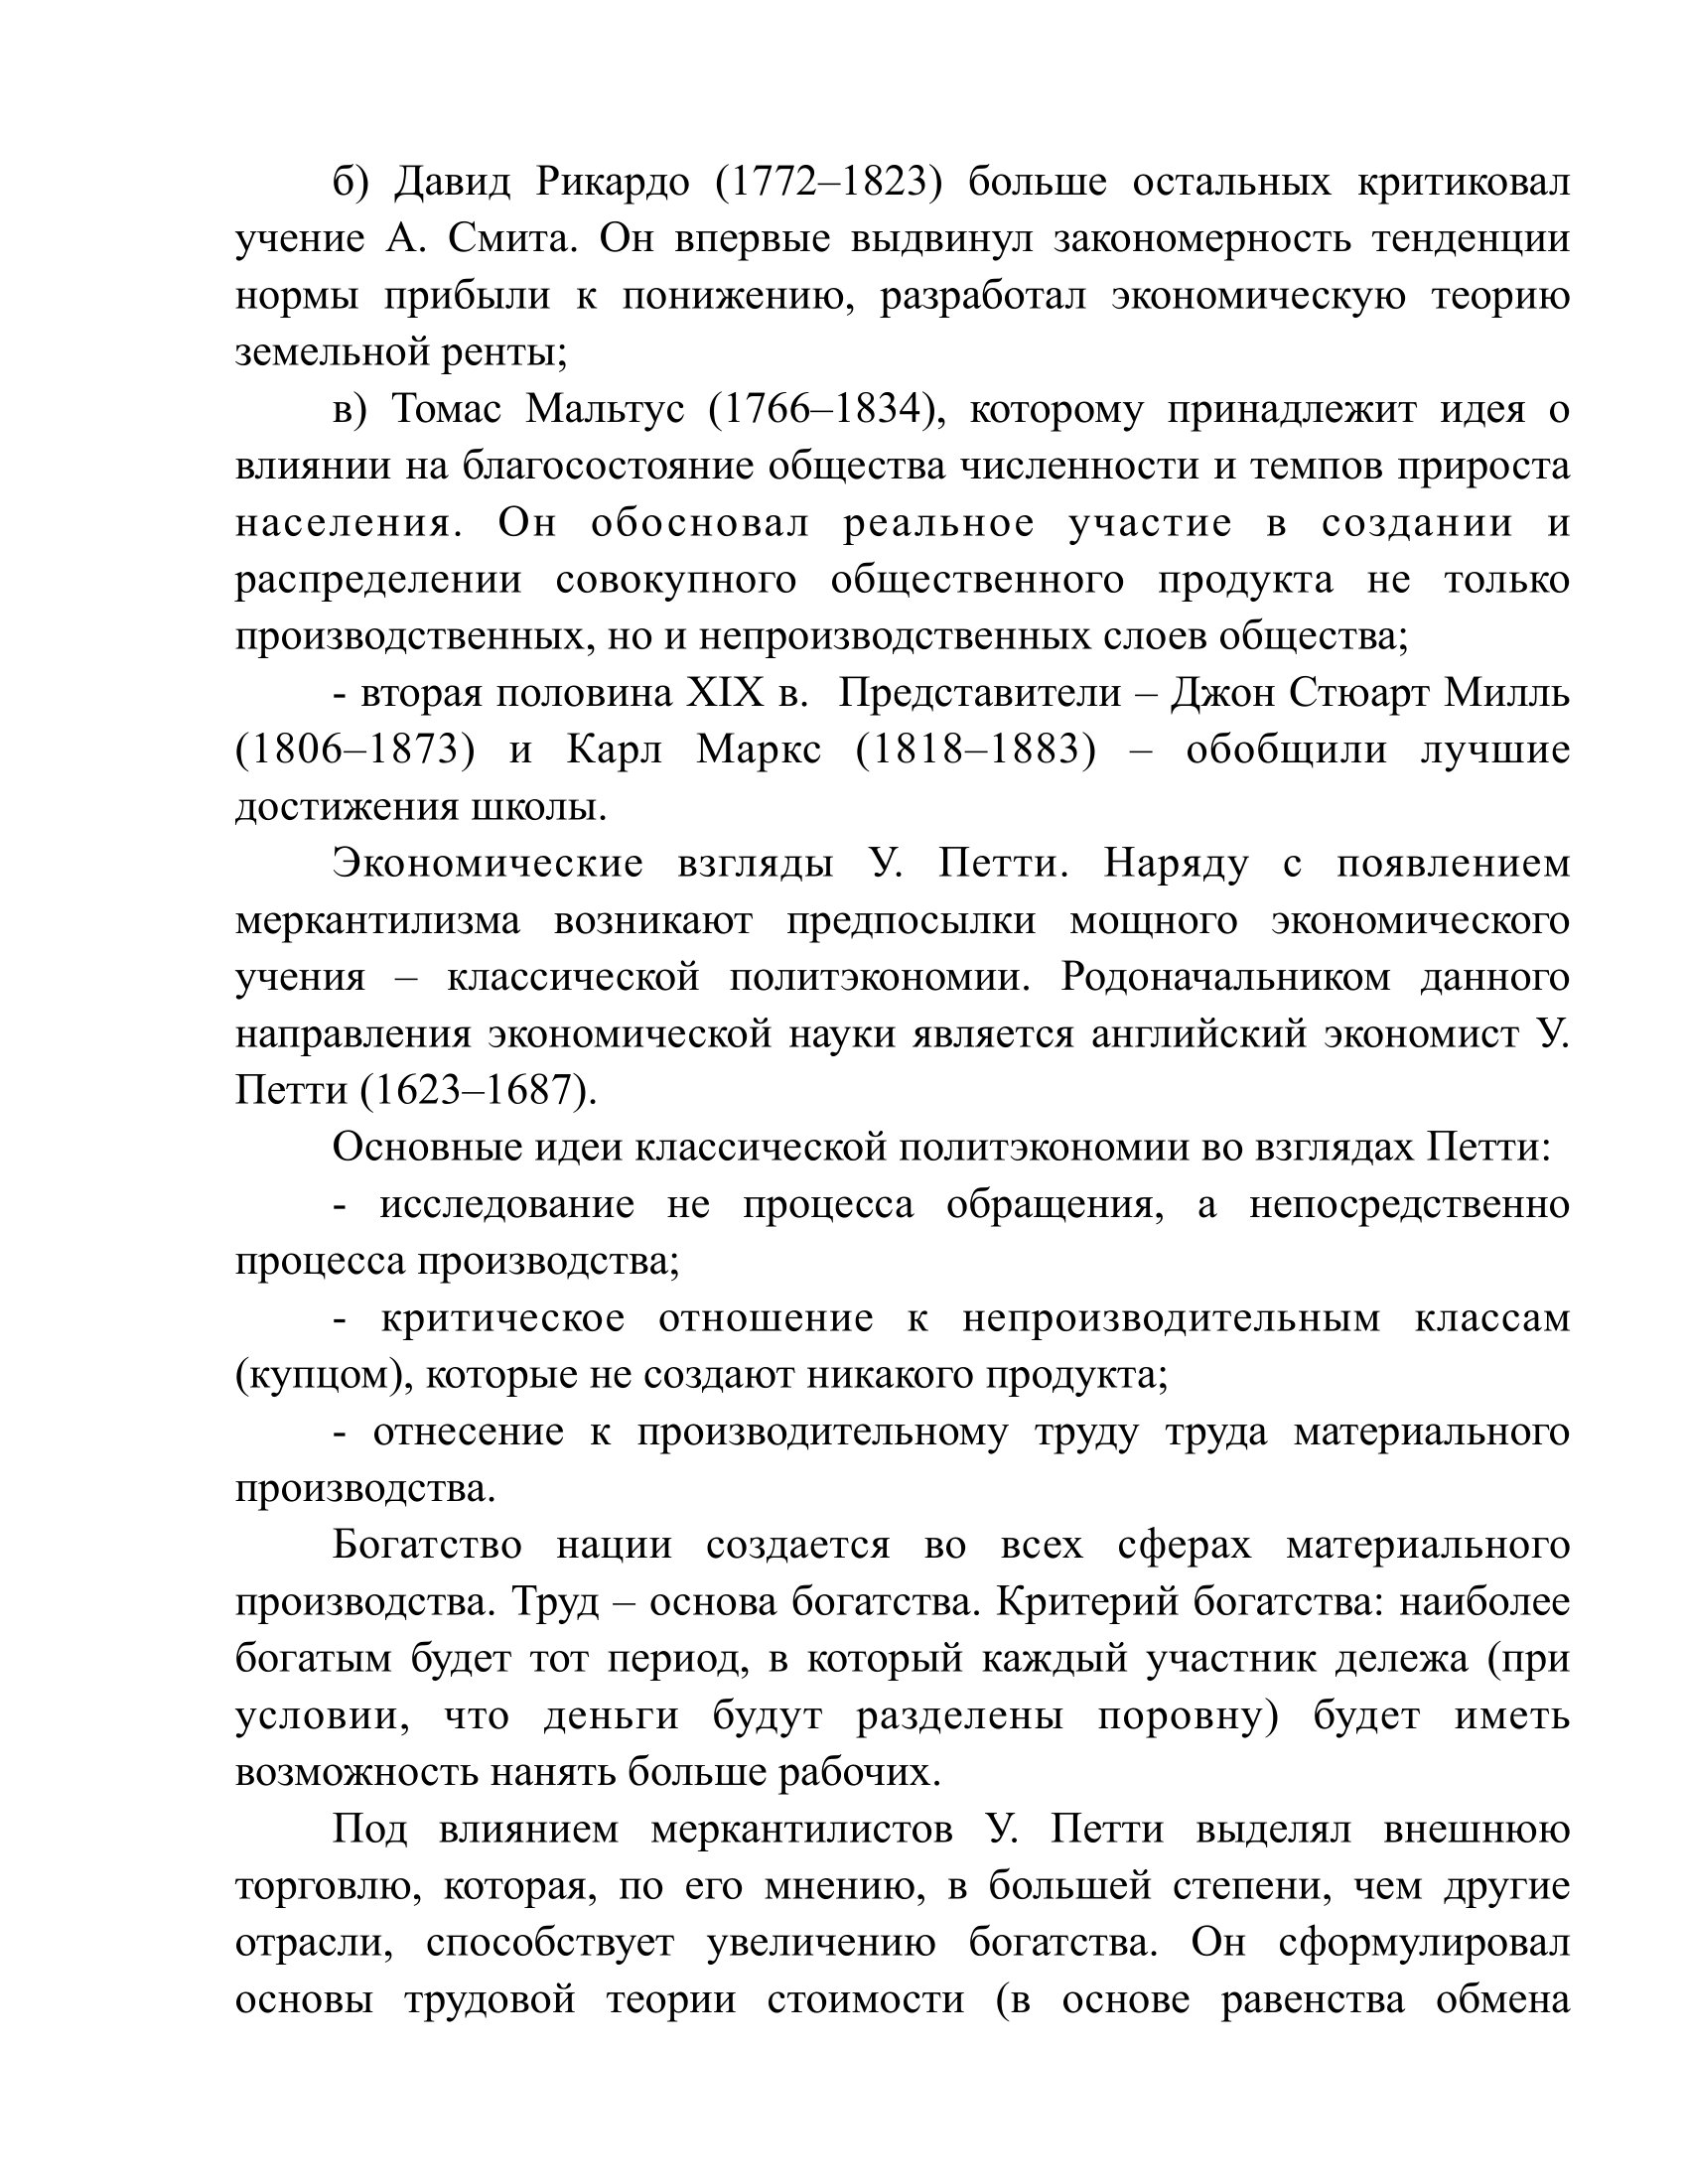 б) Давид Рикардо (1772–1823) больше остальных критиковал
учение А. Смита. Он впервые выдвинул закономерность тенденции
нормы прибыли к понижению, разработал экономическую теорию
земельной ренты;
в) Томас Мальтус (1766–1834), которому принадлежит идея о
влиянии на благосостояние общества численности и темпов прироста
населения. Он обосновал реальное участие в создании и
распределении совокупного общественного продукта не только
производственных, но и непроизводственных слоев общества;
- вторая половина XIX в.  Представители – Джон Стюарт Милль
(1806–1873) и Карл Маркс (1818–1883) – обобщили лучшие
достижения школы.
Экономические взгляды У. Петти. Наряду с появлением
меркантилизма возникают предпосылки мощного экономического
учения – классической политэкономии. Родоначальником данного
направления экономической науки является английский экономист У.
Петти (1623–1687).
Основные идеи классической политэкономии во взглядах Петти:
- исследование не процесса обращения, а непосредственно
процесса производства;
- критическое отношение к непроизводительным классам
(купцом), которые не создают никакого продукта;
- отнесение к производительному труду труда материального
производства.
Богатство нации создается во всех сферах материального
производства. Труд – основа богатства. Критерий богатства: наиболее
богатым будет тот период, в который каждый участник дележа (при
условии, что деньги будут разделены поровну) будет иметь
возможность нанять больше рабочих.
Под влиянием меркантилистов У. Петти выделял внешнюю
торговлю, которая, по его мнению, в большей степени, чем другие
отрасли, способствует увеличению богатства. Он сформулировал
основы трудовой теории стоимости (в основе равенства обмена